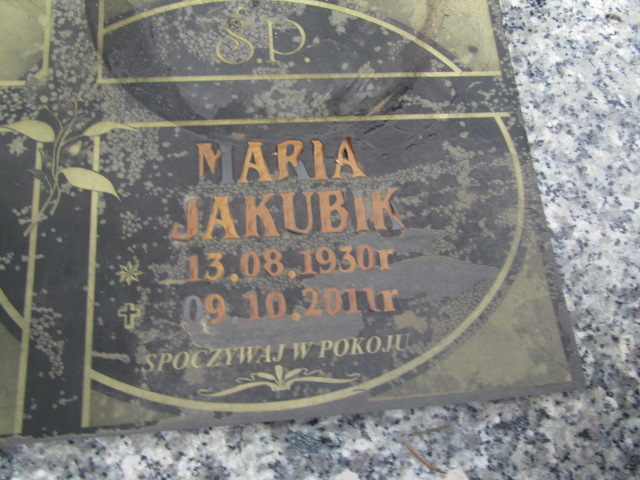 Ś.P.
MARIA
JAKUBIK
13.08.1930r
09.10.2011r
SPOCZYWAJ W POKOJU